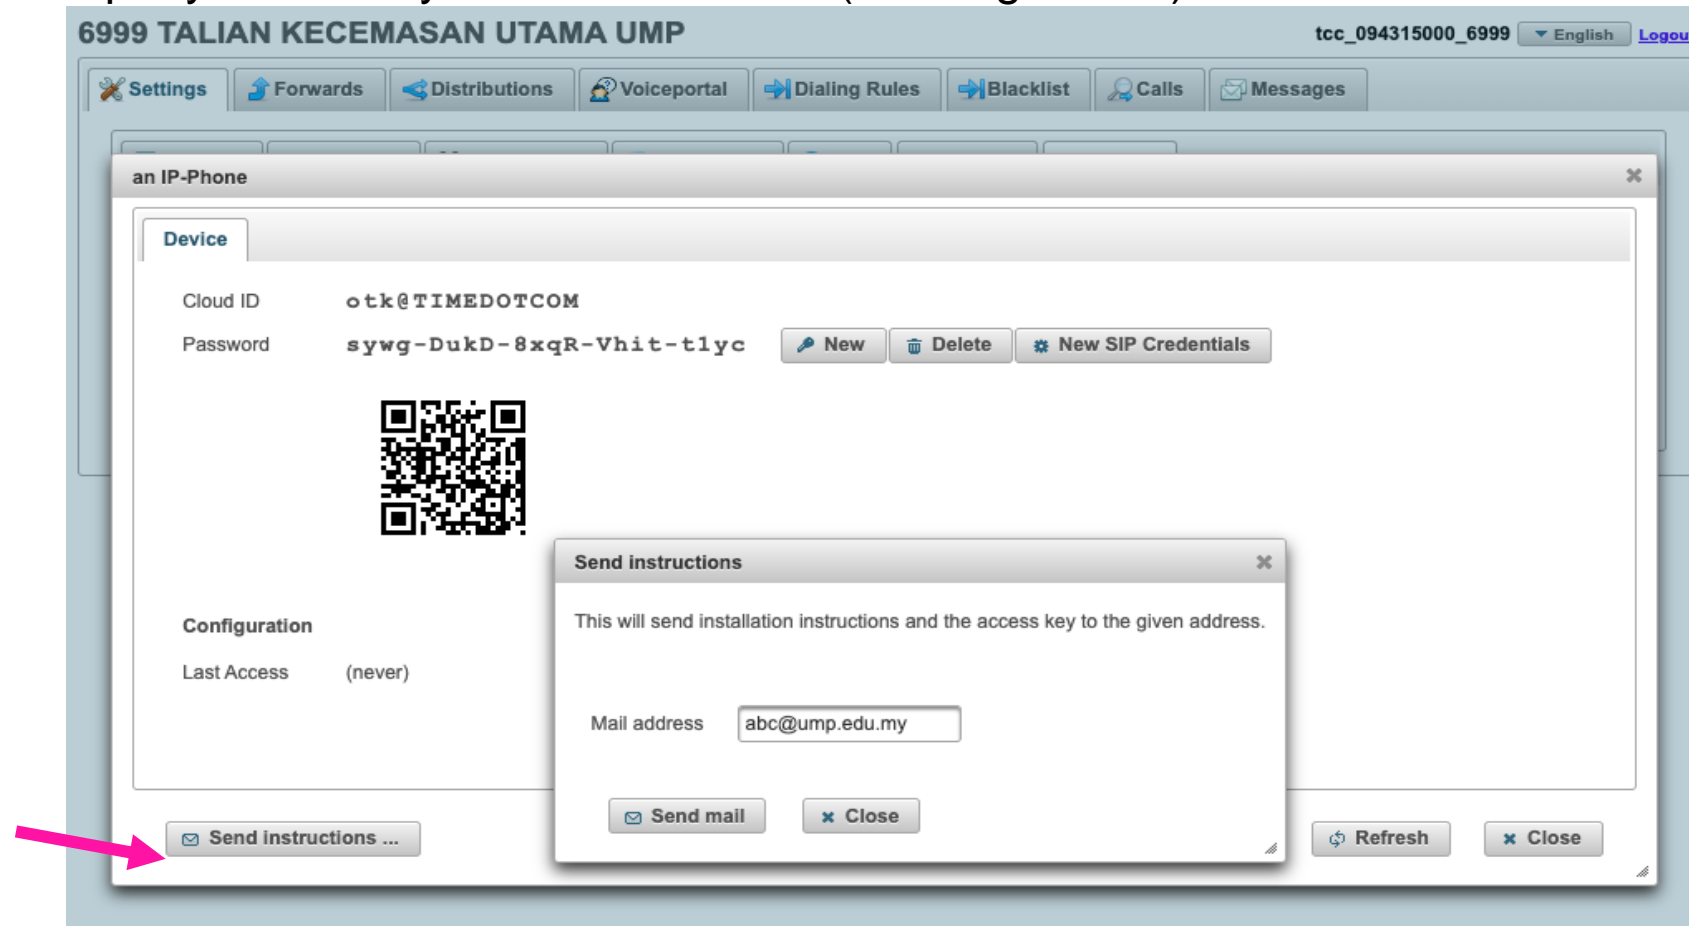 6999 TALIAN KECEMASAN UTAMA UMP
tcc_094315000_6999 English Logou
Settings Forwards Distributions Voiceportal Dialing Rules Blacklist Calls Messages
an IP-Phone
Device
Cloud ID otk@TIMEDOTCOM
Password sywg-DukD-8xqR-Vhit-t1yc New Delete New SIP Credentials
Send instructions
This will send installation instructions and the access key to the given address.
Configuration
Last Access (never)
Mail address abc@ump.edu.my
Send mail Close
Send instructions ... Refresh Close